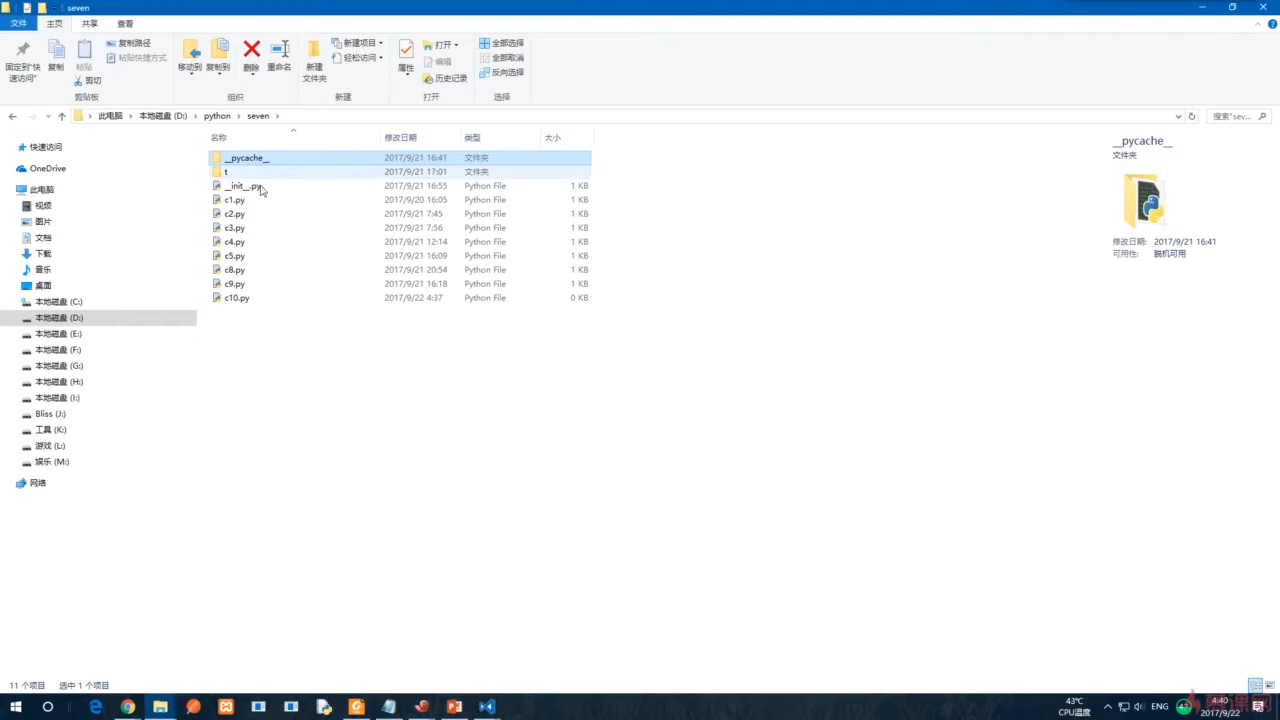 seven
文件 主页 共享 查看
固定到"快速访问" 复制 粘贴 复制路径 粘贴快捷方式 剪切
移动到 复制到 删除 重命名
新建文件夹 新建项目 轻松访问
属性 打开 编辑 历史记录
全部选择 全部取消 反向选择
剪贴板 组织 新建 打开 选择
此电脑 本地磁盘 (D:) python seven
搜索"sev...
名称 修改日期 类型 大小
__pycache__ 2017/9/21 16:41 文件夹
t 2017/9/21 17:01 文件夹
__init__.py 2017/9/21 16:55 Python File 1 KB
c1.py 2017/9/20 16:05 Python File 1 KB
c2.py 2017/9/21 7:45 Python File 1 KB
c3.py 2017/9/21 7:56 Python File 1 KB
c4.py 2017/9/21 12:14 Python File 1 KB
c5.py 2017/9/21 16:09 Python File 1 KB
c8.py 2017/9/21 20:54 Python File 1 KB
c9.py 2017/9/21 16:18 Python File 1 KB
c10.py 2017/9/22 4:37 Python File 0 KB
快速访问
OneDrive
此电脑
视频
图片
文档
下载
音乐
桌面
本地磁盘 (C:)
本地磁盘 (D:)
本地磁盘 (E:)
本地磁盘 (F:)
本地磁盘 (G:)
本地磁盘 (H:)
本地磁盘 (I:)
Bliss (J:)
工具 (K:)
游戏 (L:)
娱乐 (M:)
网络
__pycache__
文件夹
修改日期: 2017/9/21 16:41
可用性: 脱机可用
11 个项目 选中 1 个项目
43℃
CPU温度
ENG
4:40
2017/9/22